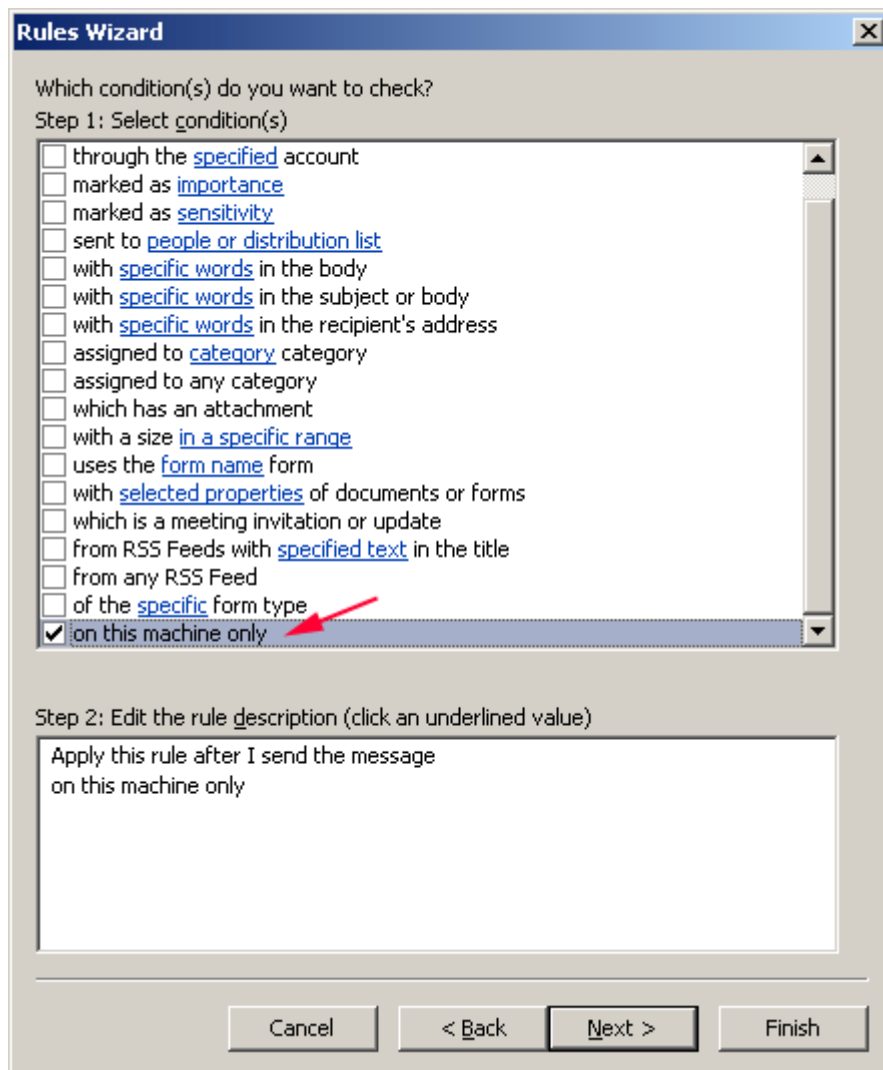 Rules Wizard
Which condition(s) do you want to check?
Step 1: Select condition(s)
through the specified account
marked as importance
marked as sensitivity
sent to people or distribution list
with specific words in the body
with specific words in the subject or body
with specific words in the recipient's address
assigned to category category
assigned to any category
which has an attachment
with a size in a specific range
uses the form name form
with selected properties of documents or forms
which is a meeting invitation or update
from RSS Feeds with specified text in the title
from any RSS Feed
of the specific form type
on this machine only
Step 2: Edit the rule description (click an underlined value)
Apply this rule after I send the message
on this machine only
Cancel < Back Next > Finish